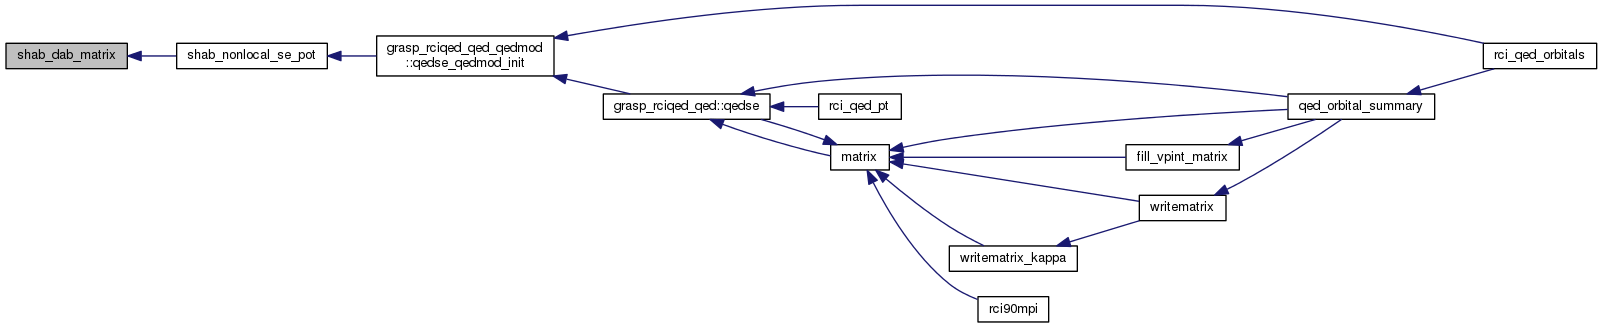 shab_dab_matrix
shab_nonlocal_se_pot
grasp_rciqed_qed_qedmod
::qedse_qedmod_init
rci_qed_orbitals
grasp_rciqed_qed::qedse
rci_qed_pt
qed_orbital_summary
matrix
fill_vpint_matrix
writematrix
writematrix_kappa
rci90mpi